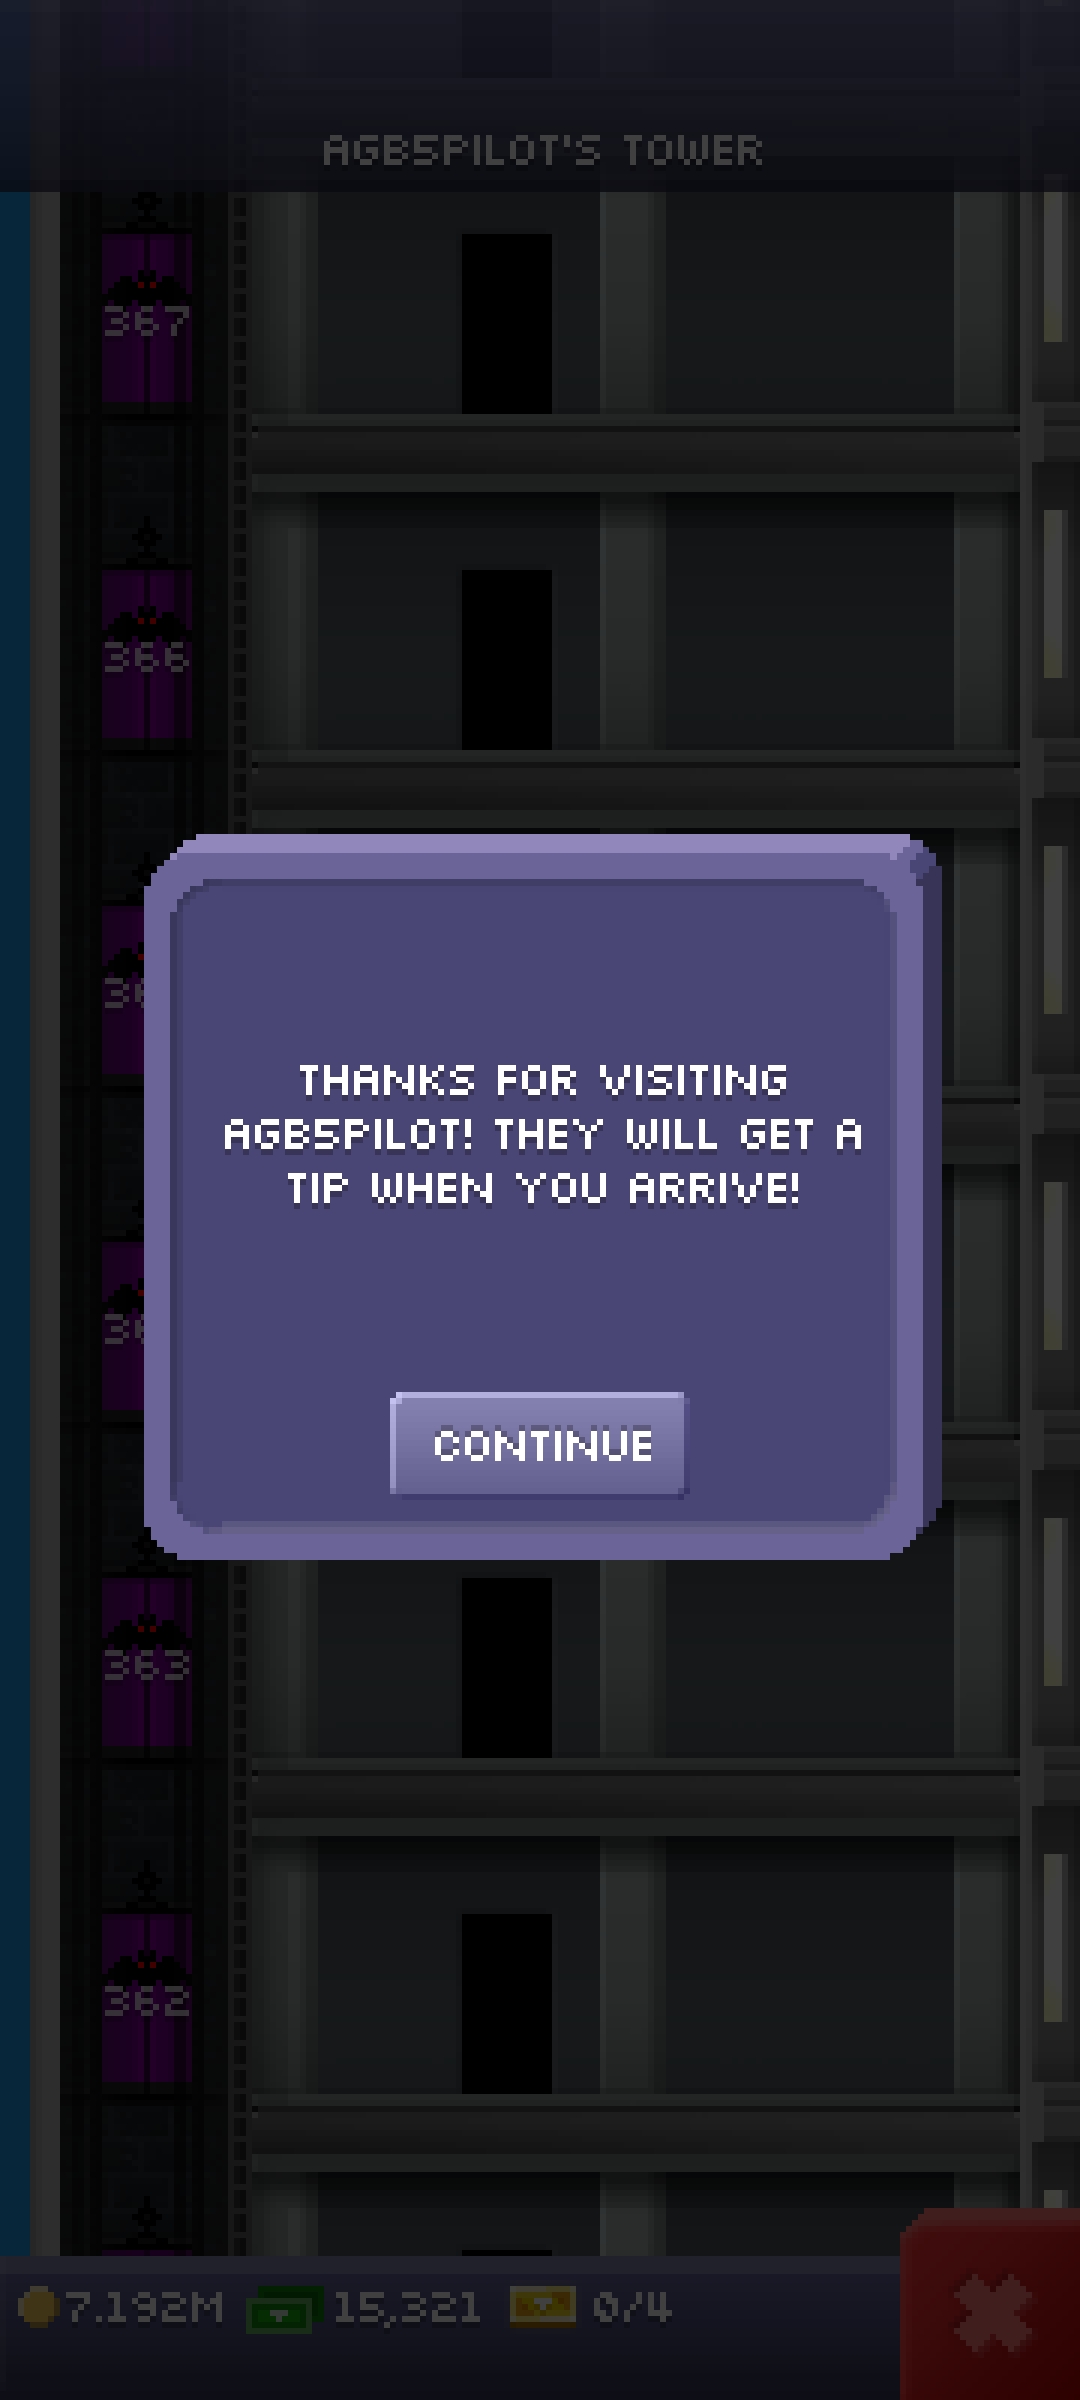 AGB5PILOT'S TOWER
367
366
THANKS FOR VISITING
AGB5PILOT! THEY WILL GET A
TIP WHEN YOU ARRIVE!
CONTINUE
363
362
7.192M 15,321 0/4